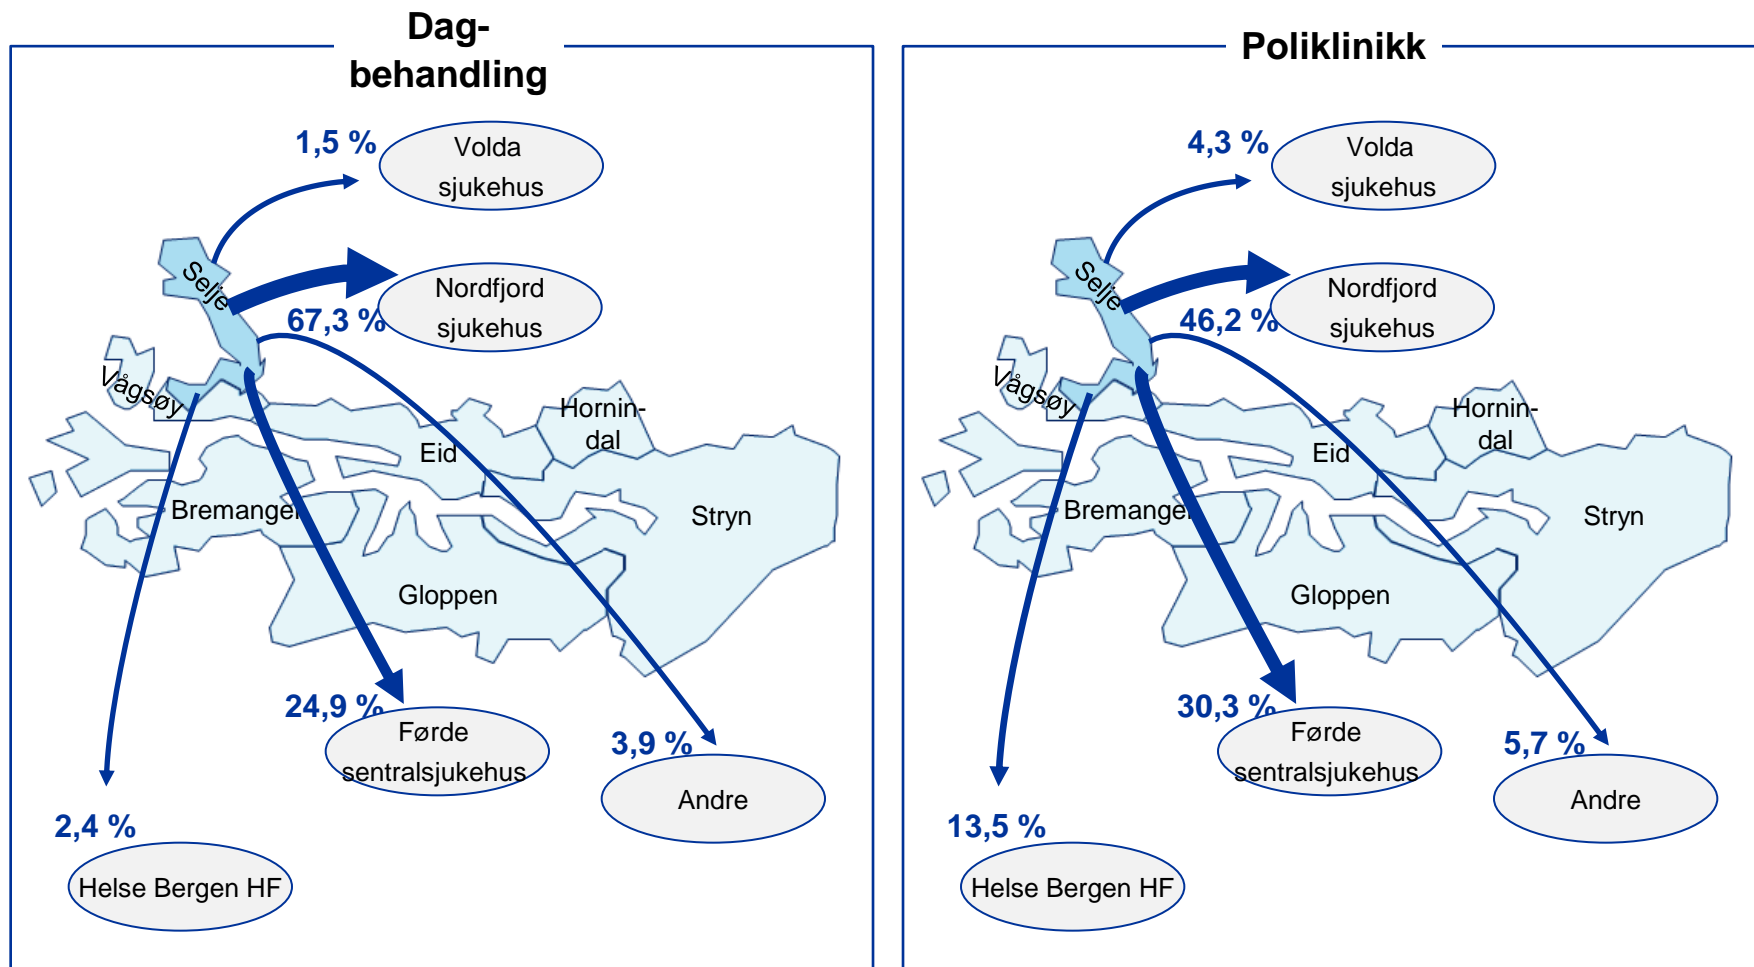 Dag-
behandling
1,5 %
Volda
sjukehus
Selje
Nordfjord
sjukehus
67,3 %
Vågsøy
Hornin-
dal
Eid
Bremanger
Stryn
Gloppen
24,9 %
Førde
sentralsjukehus
3,9 %
Andre
2,4 %
Helse Bergen HF
Poliklinikk
4,3 %
Volda
sjukehus
Selje
Nordfjord
sjukehus
46,2 %
Vågsøy
Hornin-
dal
Eid
Bremanger
Stryn
Gloppen
30,3 %
Førde
sentralsjukehus
5,7 %
Andre
13,5 %
Helse Bergen HF